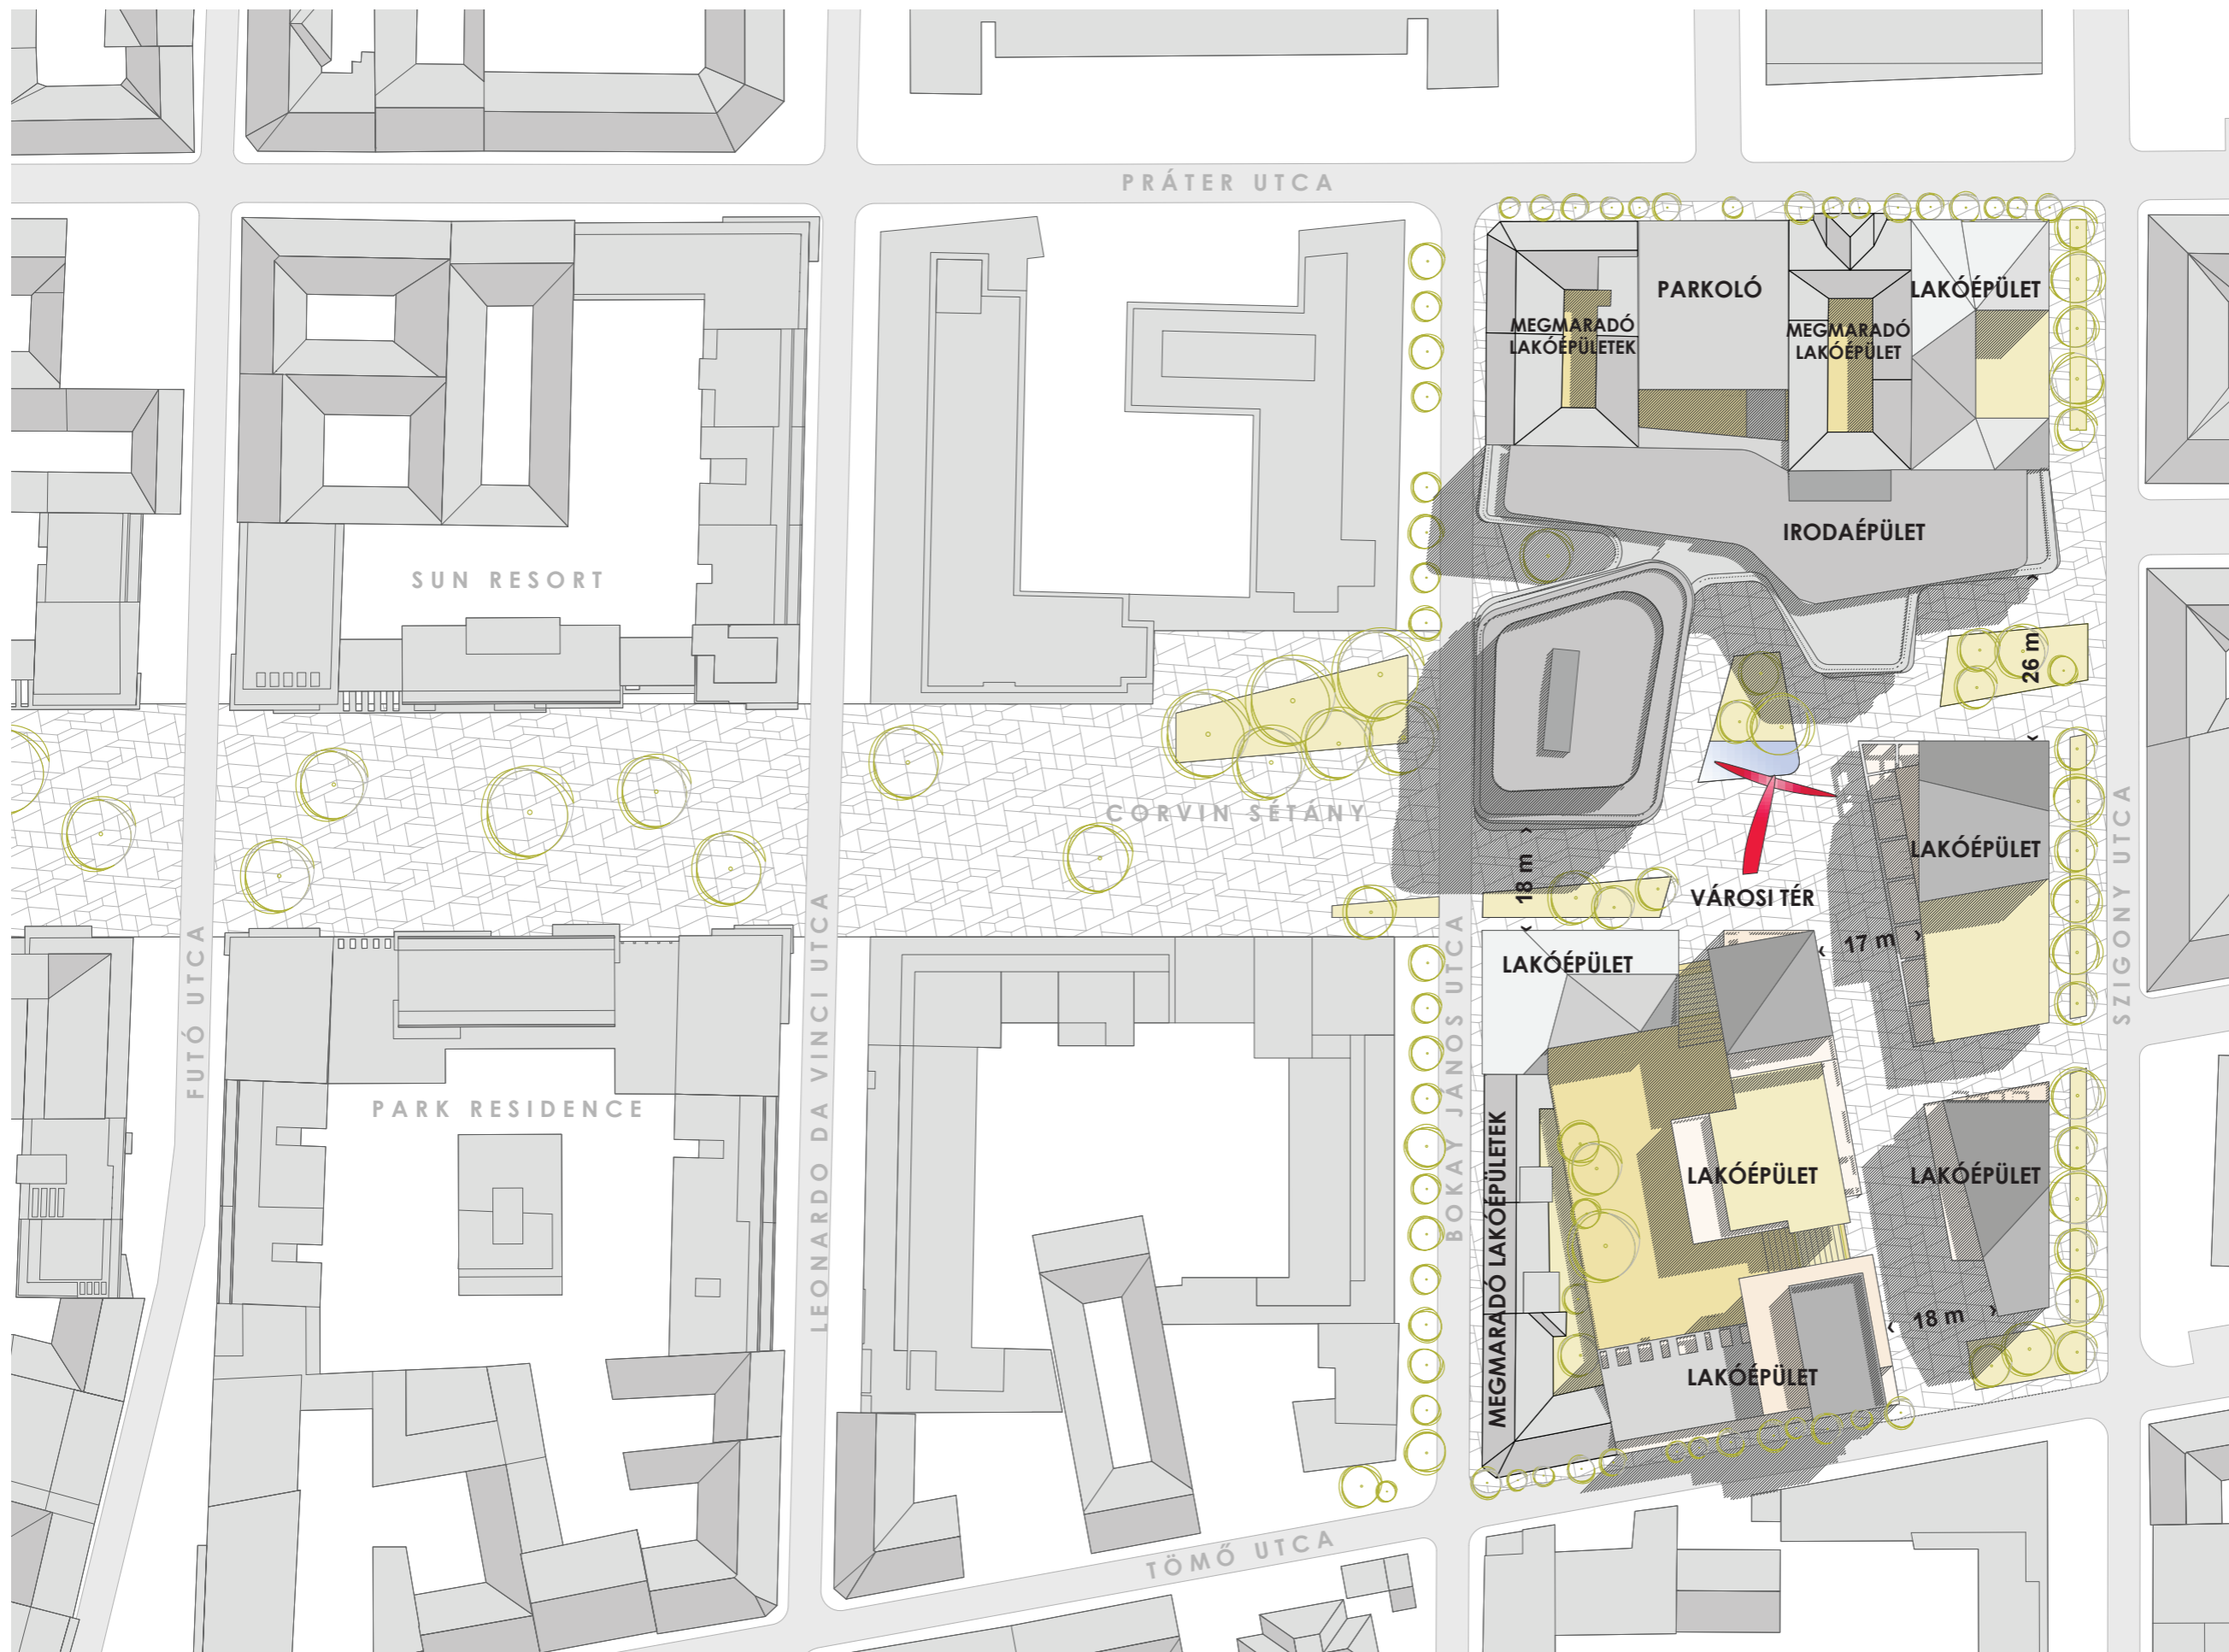 PRÁTER UTCA
PARKOLÓ
LAKÓÉPÜLET
MEGMARADÓ
LAKÓÉPÜLETEK
MEGMARADÓ
LAKÓÉPÜLET
IRODAÉPÜLET
SUN RESORT
26 m
CORVIN SÉTÁNY
18 m
LAKÓÉPÜLET
VÁROSI TÉR
SZIGONY UTCA
17 m
LAKÓÉPÜLET
FUTÓ UTCA
LEONARDO DA VINCI UTCA
BOKAY JÁNOS UTCA
PARK RESIDENCE
MEGMARADÓ LAKÓÉPÜLETEK
LAKÓÉPÜLET
LAKÓÉPÜLET
18 m
LAKÓÉPÜLET
TÖMŐ UTCA